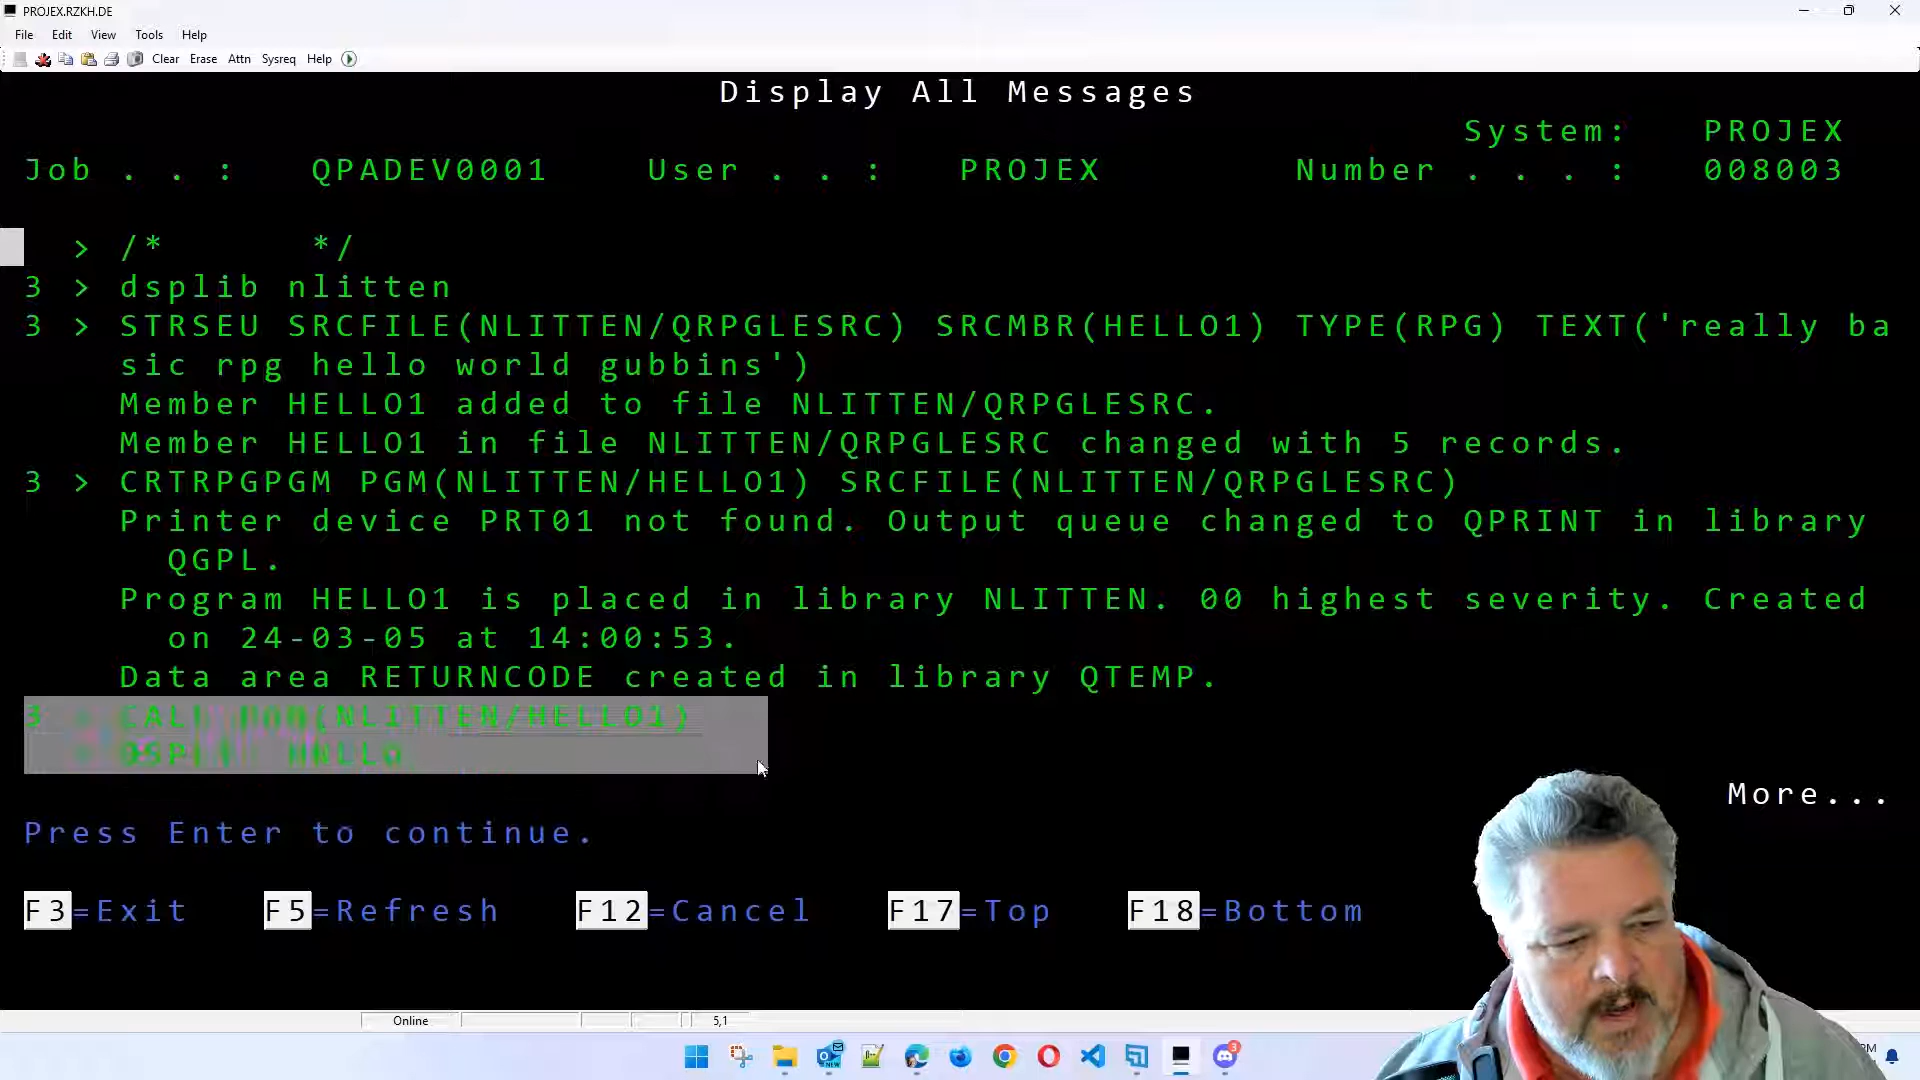 PROJEX.RZKH.DE
File Edit View Tools Help
Clear Erase Attn Sysreq Help
Display All Messages
System: PROJEX
Job . . : QPADEV0001 User . . : PROJEX Number . . . : 008003
> /* */
3 > dsplib nlitten
3 > STRSEU SRCFILE(NLITTEN/QRPGLESRC) SRCMBR(HELLO1) TYPE(RPG) TEXT('really ba
sic rpg hello world gubbins')
Member HELLO1 added to file NLITTEN/QRPGLESRC.
Member HELLO1 in file NLITTEN/QRPGLESRC changed with 5 records.
3 > CRTRPGPGM PGM(NLITTEN/HELLO1) SRCFILE(NLITTEN/QRPGLESRC)
Printer device PRT01 not found. Output queue changed to QPRINT in library
QGPL.
Program HELLO1 is placed in library NLITTEN. 00 highest severity. Created
on 24-03-05 at 14:00:53.
Data area RETURNCODE created in library QTEMP.
3 > CALL PGM(NLITTEN/HELLO1)
More...
Press Enter to continue.
F3=Exit F5=Refresh F12=Cancel F17=Top F18=Bottom
Online 5,1
NEW 3 PM